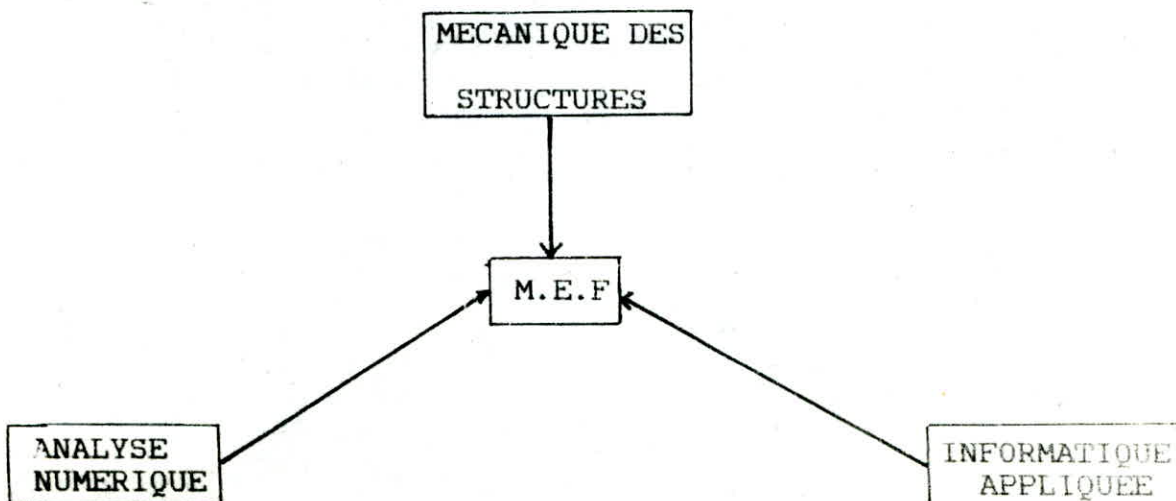 MECANIQUE DES
STRUCTURES
M.E.F
ANALYSE
NUMERIQUE
INFORMATIQUE
APPLIQUEE